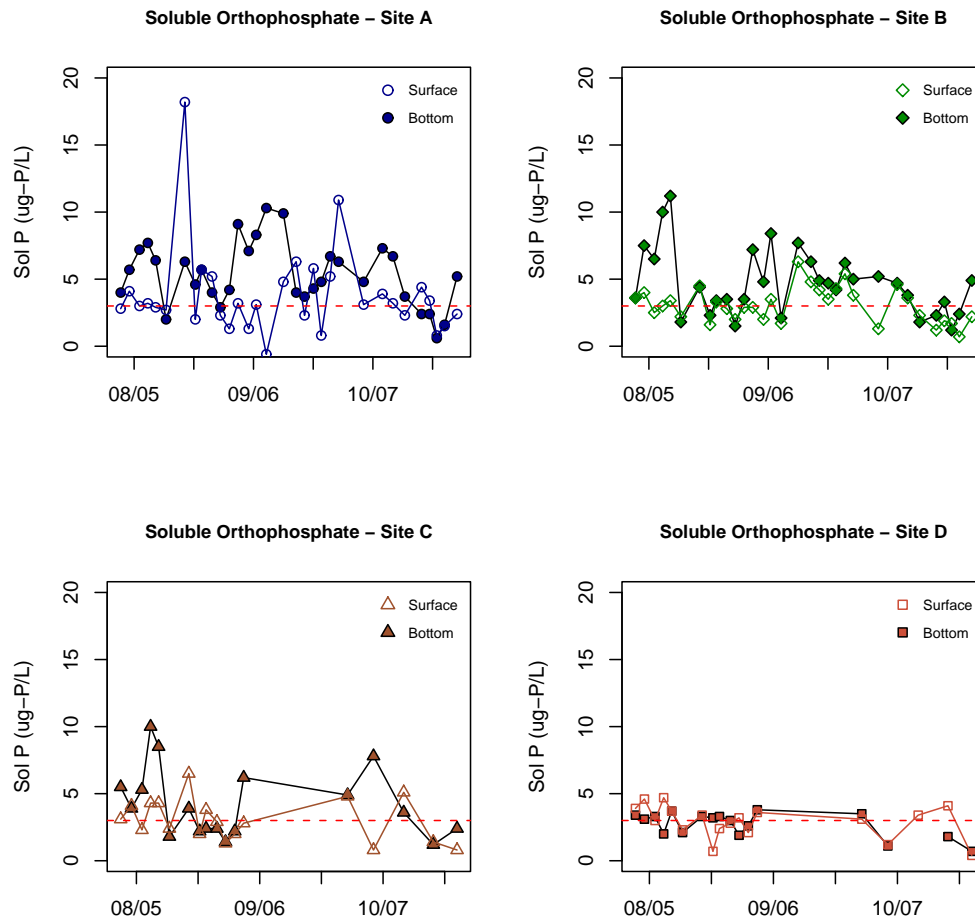 Soluble Orthophosphate – Site A
Sol P (ug–P/L)
20
15
10
5
0
Surface
Bottom
08/05 09/06 10/07
Soluble Orthophosphate – Site B
Sol P (ug–P/L)
20
15
10
5
0
Surface
Bottom
08/05 09/06 10/07
Soluble Orthophosphate – Site C
Sol P (ug–P/L)
20
15
10
5
0
Surface
Bottom
08/05 09/06 10/07
Soluble Orthophosphate – Site D
Sol P (ug–P/L)
20
15
10
5
0
Surface
Bottom
08/05 09/06 10/07